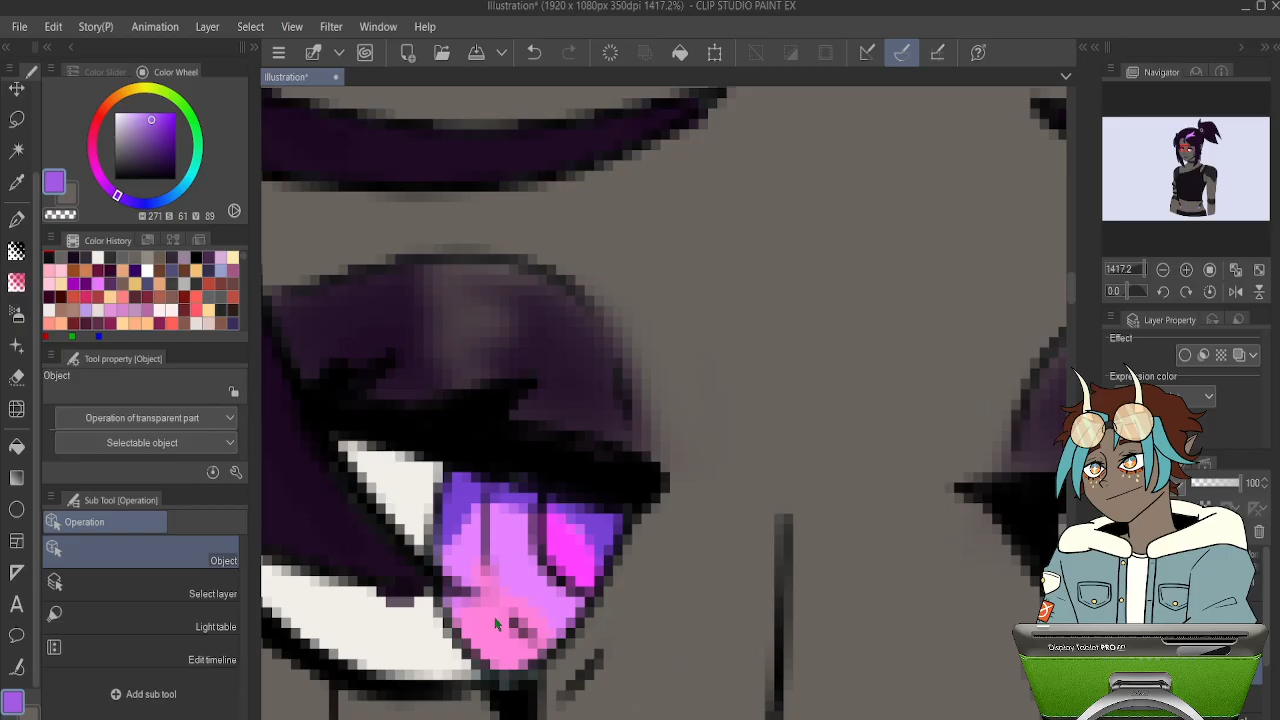 Illustration* (1920 x 1080px 350dpi 1417.2%) - CLIP STUDIO PAINT EX
File Edit Story(P) Animation Layer Select View Filter Window Help
Color Slider Color Wheel
Illustration*
Navigator
H 271 S 61 V 89
Color History
1417.2
0.0
Layer Property
Tool property [Object]
Effect
Object
Expression color
Operation of transparent part
Selectable object
100
Sub Tool [Operation]
Operation
Object
Select layer
Light table
Edit timeline
Add sub tool
Display Tablet PRO